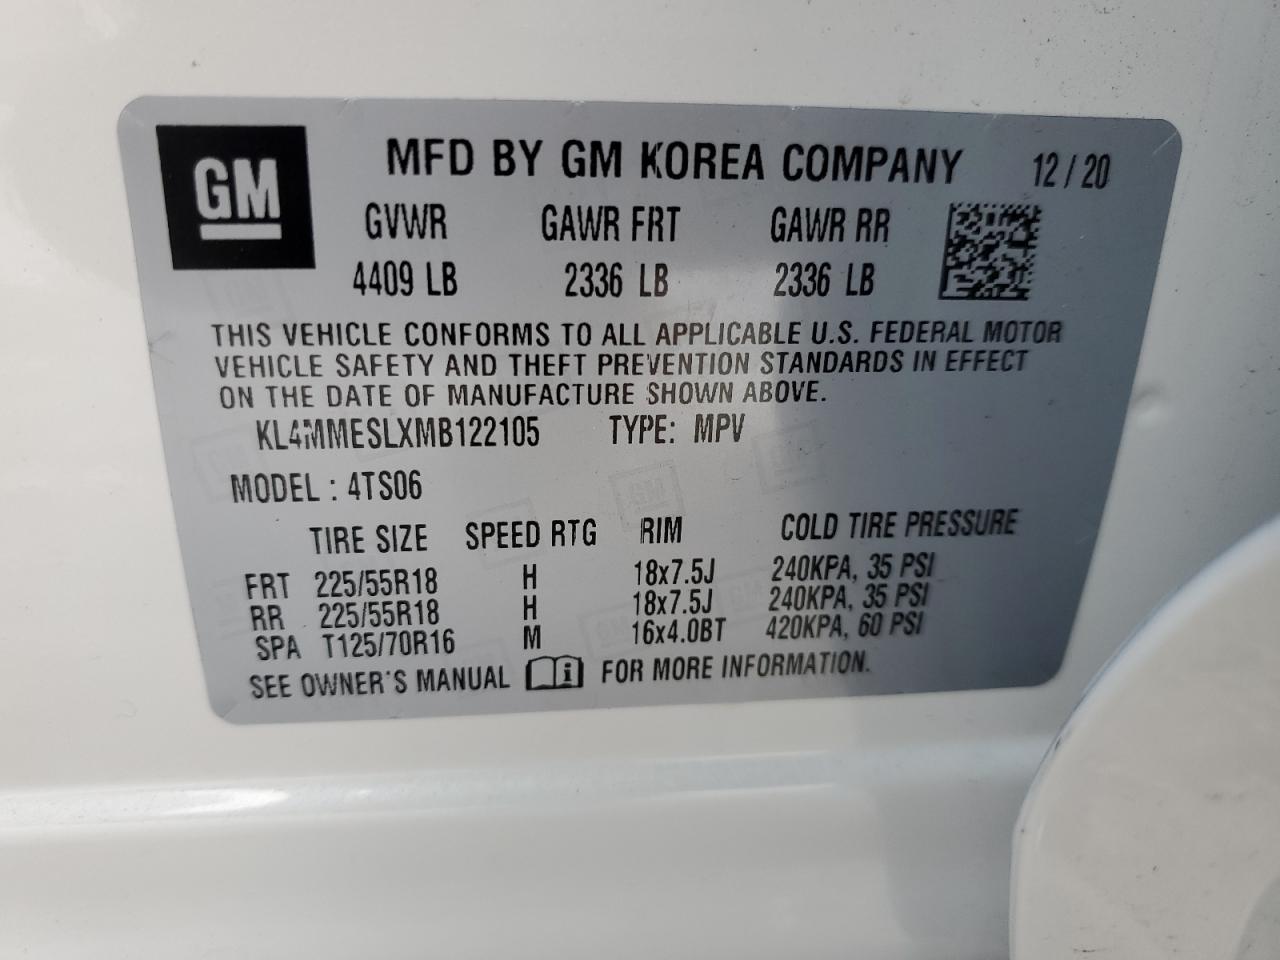 GM
MFD BY GM KOREA COMPANY 12/20
GVWR GAWR FRT GAWR RR
4409 LB 2336 LB 2336 LB
THIS VEHICLE CONFORMS TO ALL APPLICABLE U.S. FEDERAL MOTOR
VEHICLE SAFETY AND THEFT PREVENTION STANDARDS IN EFFECT
ON THE DATE OF MANUFACTURE SHOWN ABOVE.
KL4MMESLXMB122105 TYPE: MPV
MODEL : 4TS06
TIRE SIZE SPEED RTG RIM COLD TIRE PRESSURE
FRT 225/55R18 H 18x7.5J 240KPA, 35 PSI
RR 225/55R18 H 18x7.5J 240KPA, 35 PSI
SPA T125/70R16 M 16x4.0BT 420KPA, 60 PSI
SEE OWNER'S MANUAL i FOR MORE INFORMATION.